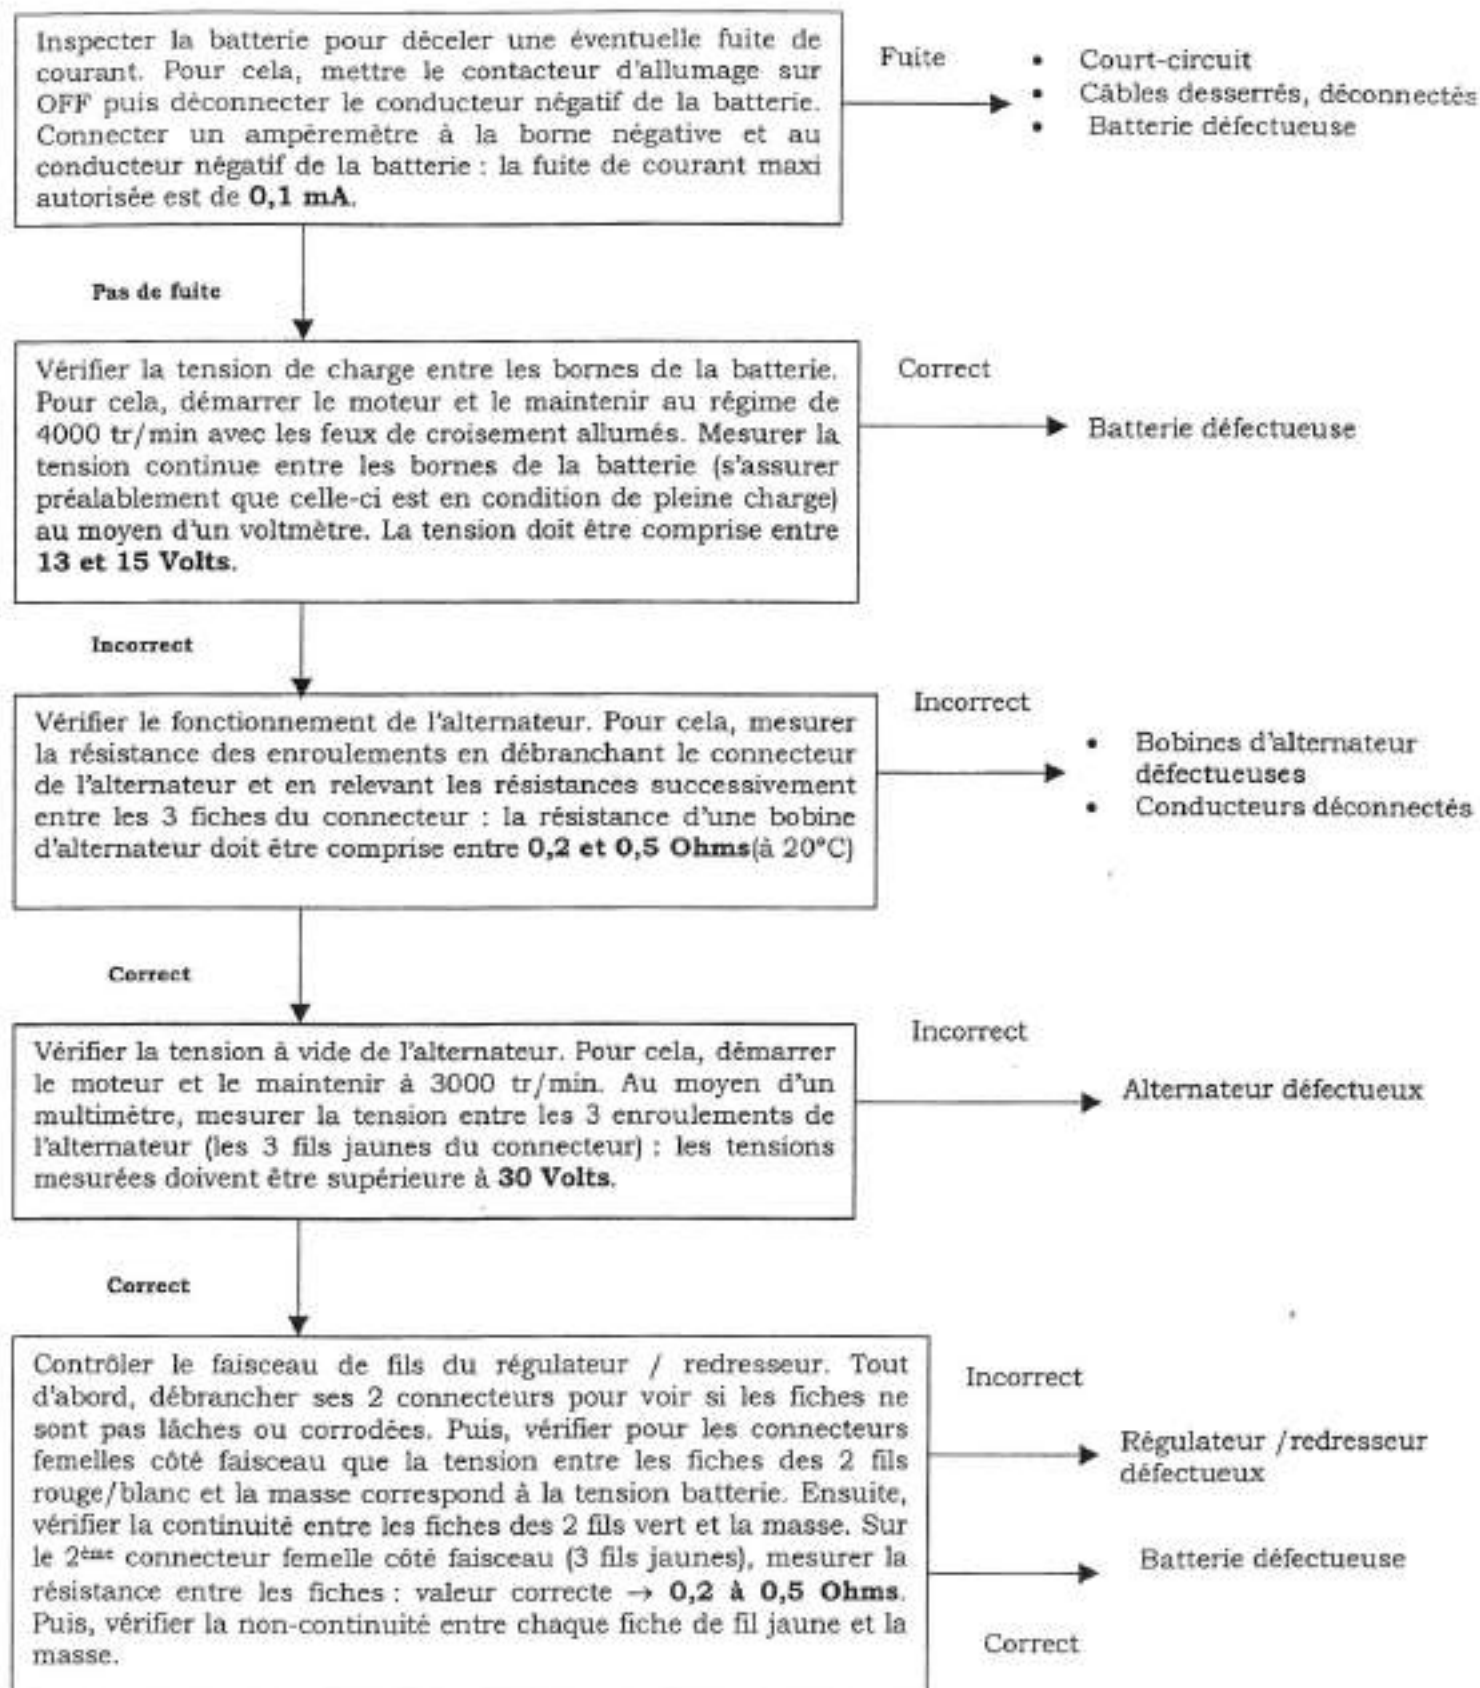 Inspecter la batterie pour déceler une éventuelle fuite de
courant. Pour cela, mettre le contacteur d'allumage sur
OFF puis déconnecter le conducteur négatif de la batterie.
Connecter un ampèremètre à la borne négative et au
conducteur négatif de la batterie : la fuite de courant maxi
autorisée est de 0,1 mA.
Fuite
• Court-circuit
• Câbles desserrés, déconnectés
• Batterie défectueuse
Pas de fuite
Vérifier la tension de charge entre les bornes de la batterie.
Pour cela, démarrer le moteur et le maintenir au régime de
4000 tr/min avec les feux de croisement allumés. Mesurer la
tension continue entre les bornes de la batterie (s'assurer
préalablement que celle-ci est en condition de pleine charge)
au moyen d'un voltmètre. La tension doit être comprise entre
13 et 15 Volts.
Correct
Batterie défectueuse
Incorrect
Vérifier le fonctionnement de l'alternateur. Pour cela, mesurer
la résistance des enroulements en débranchant le connecteur
de l'alternateur et en relevant les résistances successivement
entre les 3 fiches du connecteur : la résistance d'une bobine
d'alternateur doit être comprise entre 0,2 et 0,5 Ohms(à 20°C)
Incorrect
• Bobines d'alternateur
défectueuses
• Conducteurs déconnectés
Correct
Vérifier la tension à vide de l'alternateur. Pour cela, démarrer
le moteur et le maintenir à 3000 tr/min. Au moyen d'un
multimètre, mesurer la tension entre les 3 enroulements de
l'alternateur (les 3 fils jaunes du connecteur) : les tensions
mesurées doivent être supérieure à 30 Volts.
Incorrect
Alternateur défectueux
Correct
Contrôler le faisceau de fils du régulateur / redresseur. Tout
d'abord, débrancher ses 2 connecteurs pour voir si les fiches ne
sont pas lâches ou corrodées. Puis, vérifier pour les connecteurs
femelles côté faisceau que la tension entre les fiches des 2 fils
rouge/blanc et la masse correspond à la tension batterie. Ensuite,
vérifier la continuité entre les fiches des 2 fils vert et la masse. Sur
le 2ème connecteur femelle côté faisceau (3 fils jaunes), mesurer la
résistance entre les fiches : valeur correcte → 0,2 à 0,5 Ohms.
Puis, vérifier la non-continuité entre chaque fiche de fil jaune et la
masse.
Incorrect
Régulateur /redresseur
défectueux
Batterie défectueuse
Correct